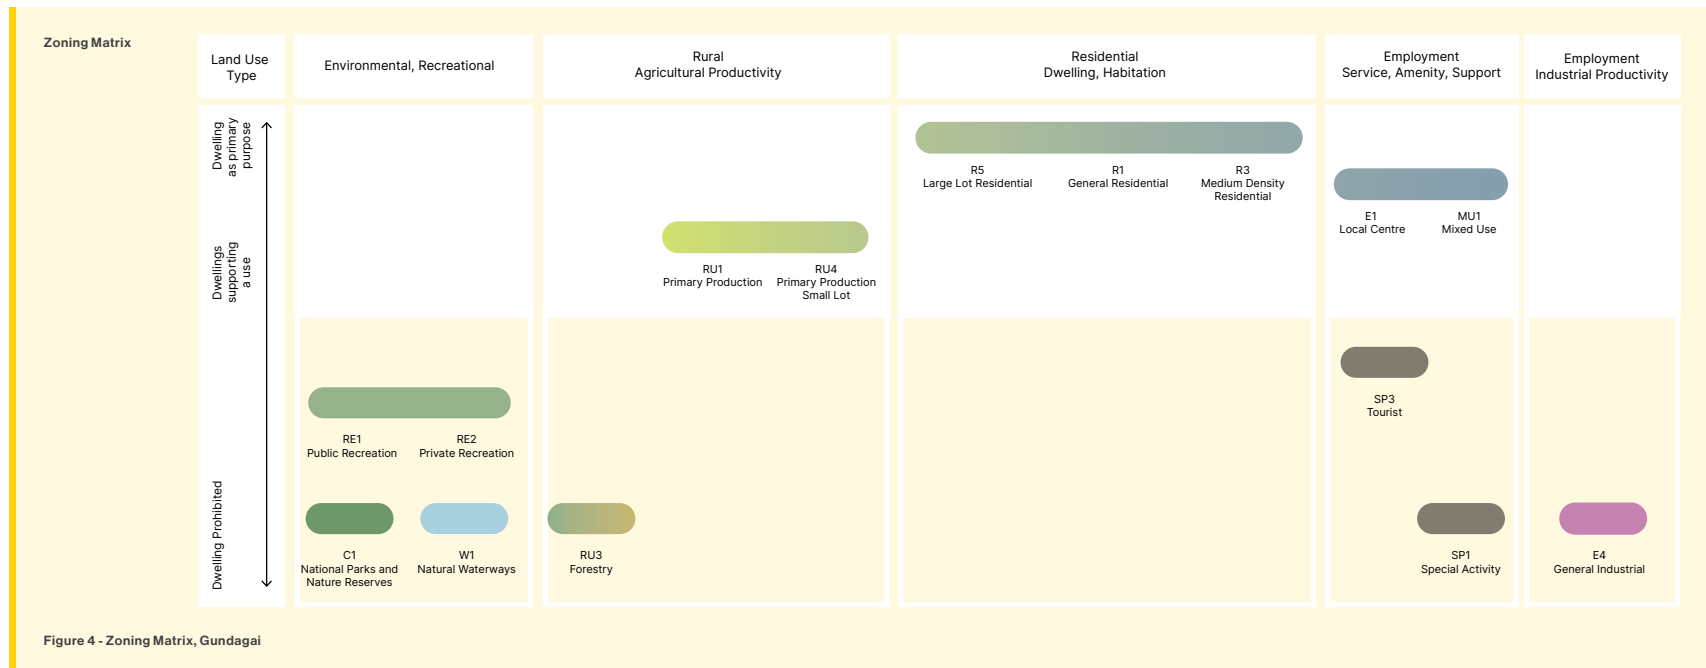 Zoning Matrix
Land Use
Type
Environmental, Recreational
Rural
Agricultural Productivity
Residential
Dwelling, Habitation
Employment
Service, Amenity, Support
Employment
Industrial Productivity
Dwelling
as primary
purpose
Dwellings
supporting
a use
Dwelling Prohibited
R5
Large Lot Residential
R1
General Residential
R3
Medium Density
Residential
E1
Local Centre
MU1
Mixed Use
RU1
Primary Production
RU4
Primary Production
Small Lot
SP3
Tourist
RE1
Public Recreation
RE2
Private Recreation
C1
National Parks and
Nature Reserves
W1
Natural Waterways
RU3
Forestry
SP1
Special Activity
E4
General Industrial
Figure 4 - Zoning Matrix, Gundagai